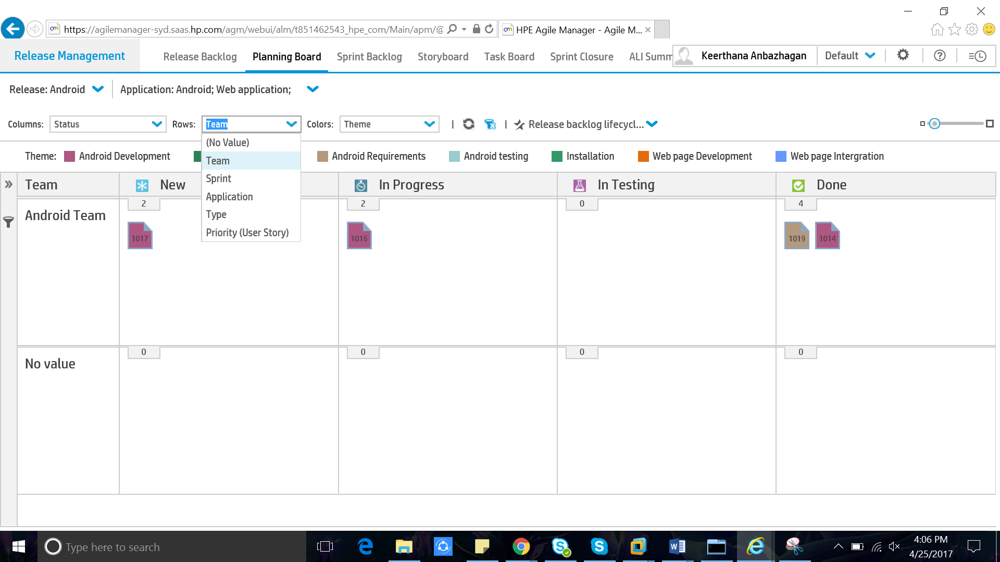 https://agilemanager-syd.saas.hp.com/agm/webui/alm/t851462543_hpe_com/Main/apm/@
HPE Agile Manager - Agile M...
Release Management
Release Backlog
Planning Board
Sprint Backlog
Storyboard
Task Board
Sprint Closure
ALI Summ
Keerthana Anbazhagan
Default
Release: Android
Application: Android; Web application;
Columns: Status
Rows: Team
Colors: Theme
Release backlog lifecycl...
(No Value)
Team
Sprint
Application
Type
Priority (User Story)
Theme:
Android Development
Android Requirements
Android testing
Installation
Web page Development
Web page Intergration
Team
New
In Progress
In Testing
Done
Android Team
2
2
0
4
1017
1016
1019
1014
No value
0
0
0
0
Type here to search
4:06 PM
4/25/2017